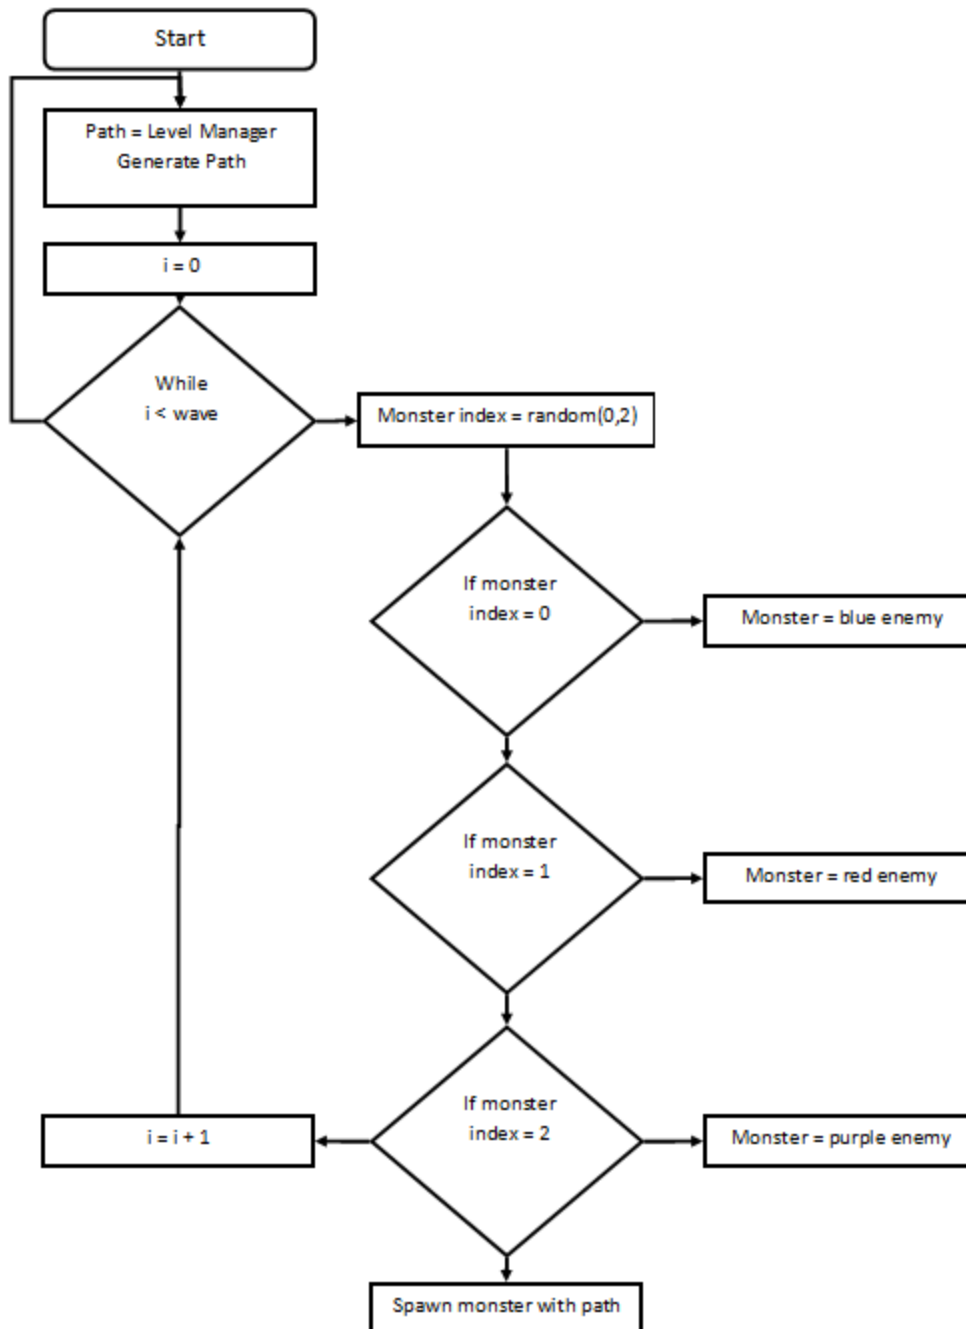 Start
Path = Level Manager
Generate Path
i = 0
While
i < wave
Monster index = random(0,2)
If monster
index = 0
Monster = blue enemy
If monster
index = 1
Monster = red enemy
If monster
index = 2
Monster = purple enemy
i = i + 1
Spawn monster with path